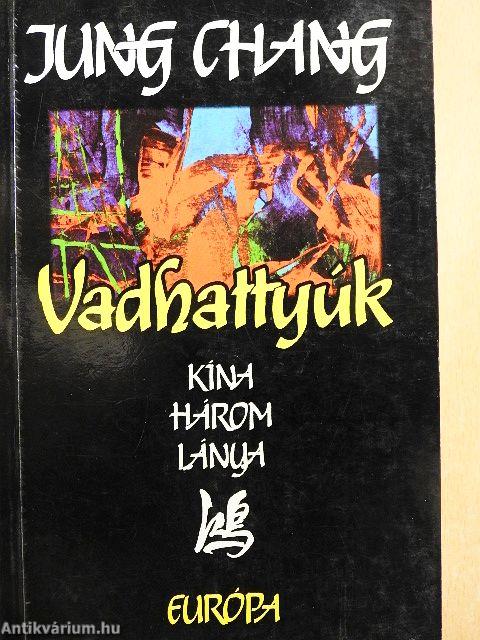 JUNG CHANG
Vadhattyúk
KÍNA
HÁROM
LÁNYA
鴻
EURÓPA
Antikvárium.hu